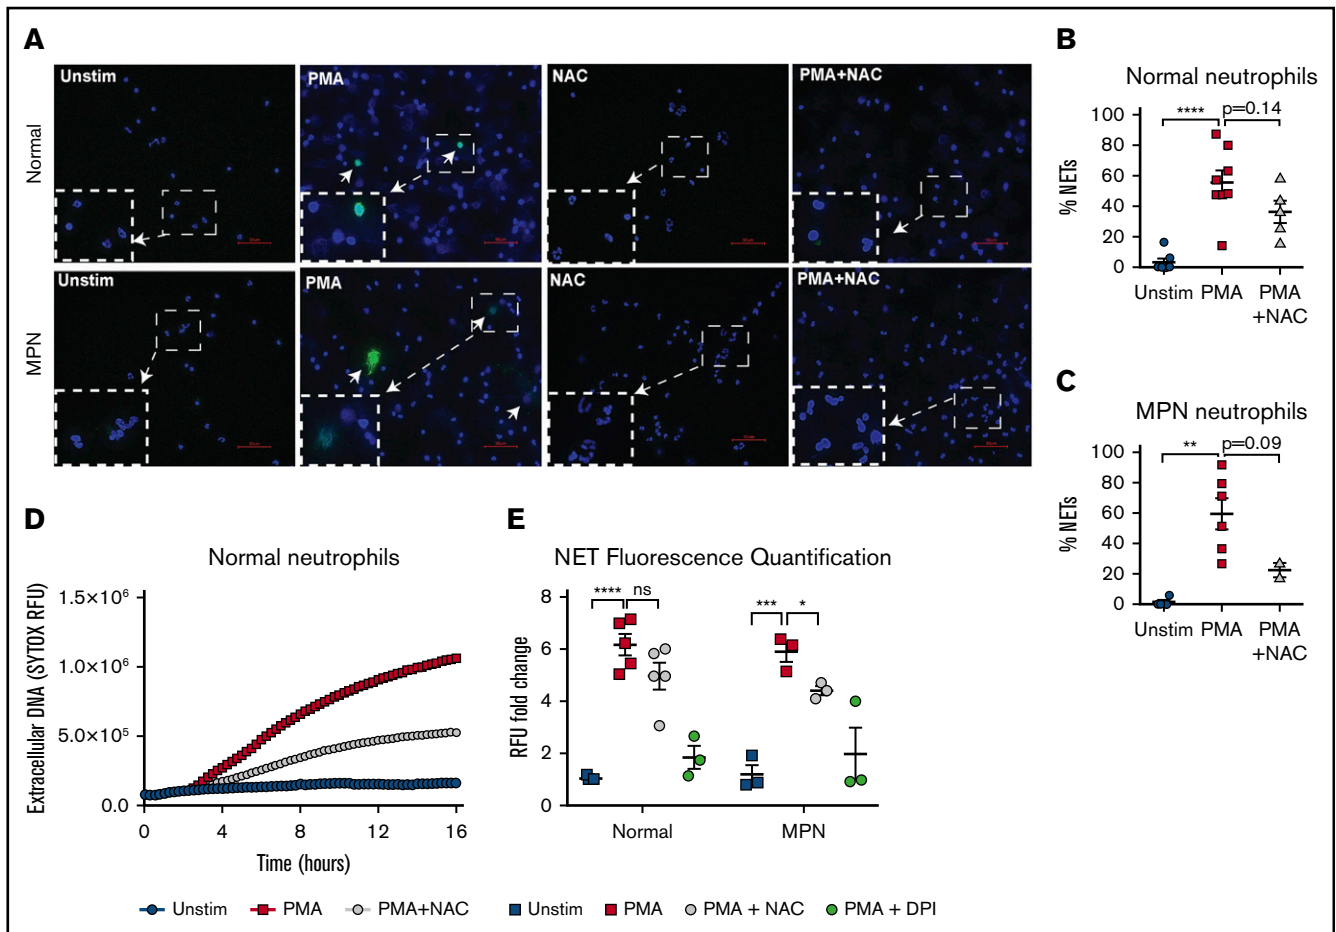 A
Unstim
PMA
NAC
PMA+NAC
Normal
Unstim
PMA
NAC
PMA+NAC
MPN
B
Normal neutrophils
**** p=0.14
% NETs
100
80
60
40
20
0
Unstim PMA PMA
+NAC
C
MPN neutrophils
** p=0.09
% NETs
100
80
60
40
20
0
Unstim PMA PMA
+NAC
D
Normal neutrophils
Extracellular DNA (SYTOX RFU)
1.5×10⁶
1.0×10⁶
5.0×10⁵
0.0
0 4 8 12 16
Time (hours)
Unstim PMA PMA+NAC
E
NET Fluorescence Quantification
**** ns *** *
RFU fold change
8
6
4
2
0
Normal MPN
Unstim PMA PMA + NAC PMA + DPI